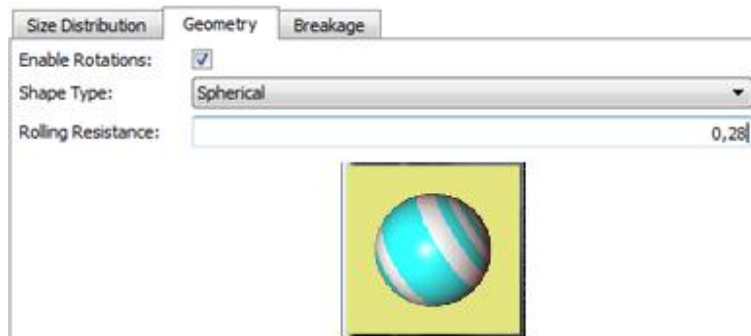 Size Distribution Geometry Breakage
Enable Rotations:
Shape Type: Spherical
Rolling Resistance: 0,28